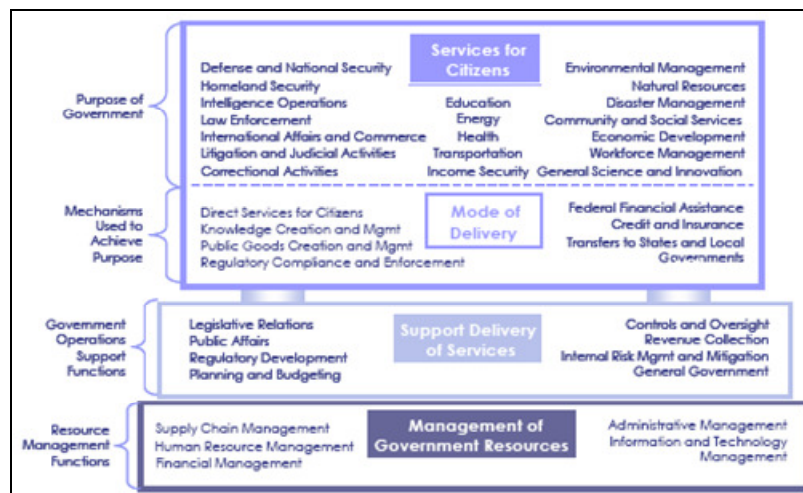 Purpose of
Government
Services for
Citizens
Defense and National Security
Homeland Security
Intelligence Operations
Law Enforcement
International Affairs and Commerce
Litigation and Judicial Activities
Correctional Activities
Education
Energy
Health
Transportation
Income Security
Environmental Management
Natural Resources
Disaster Management
Community and Social Services
Economic Development
Workforce Management
General Science and Innovation
Mechanisms
Used to
Achieve
Purpose
Direct Services for Citizens
Knowledge Creation and Mgmt
Public Goods Creation and Mgmt
Regulatory Compliance and Enforcement
Mode of
Delivery
Federal Financial Assistance
Credit and Insurance
Transfers to States and Local
Governments
Government
Operations
Support
Functions
Legislative Relations
Public Affairs
Regulatory Development
Planning and Budgeting
Support Delivery
of Services
Controls and Oversight
Revenue Collection
Internal Risk Mgmt and Mitigation
General Government
Resource
Management
Functions
Supply Chain Management
Human Resource Management
Financial Management
Management of
Government Resources
Administrative Management
Information and Technology
Management